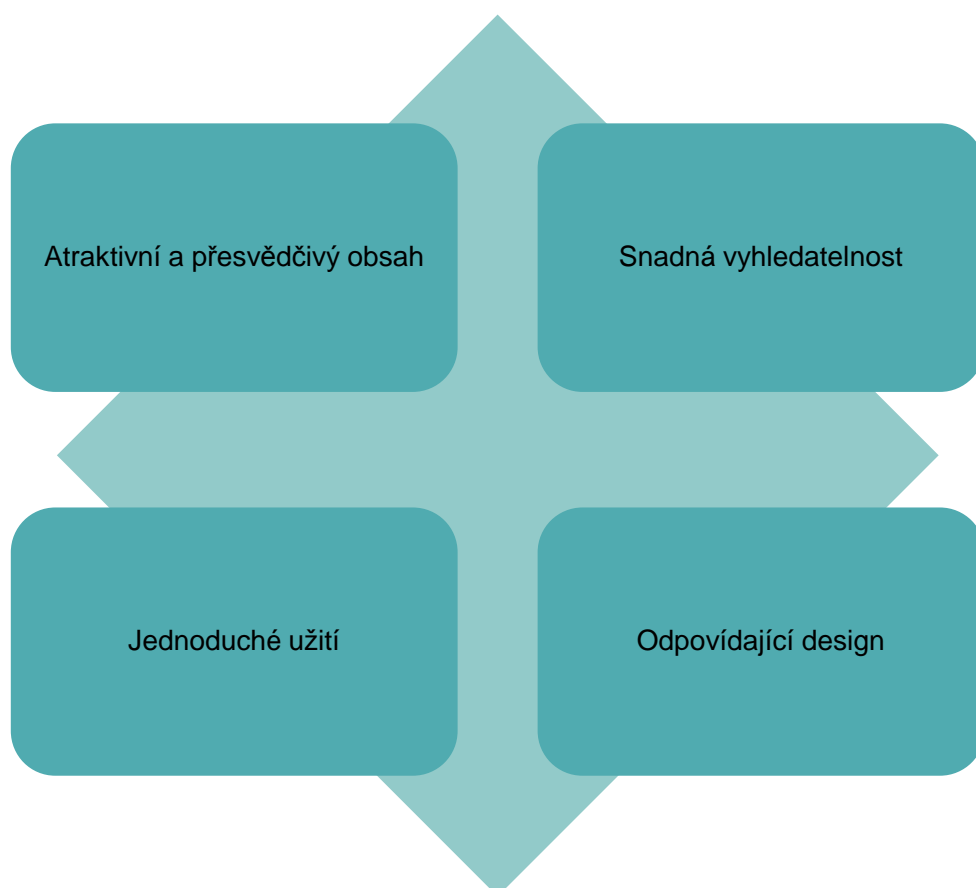 Atraktivní a přesvědčivý obsah
Snadná vyhledatelnost
Jednoduché užití
Odpovídající design